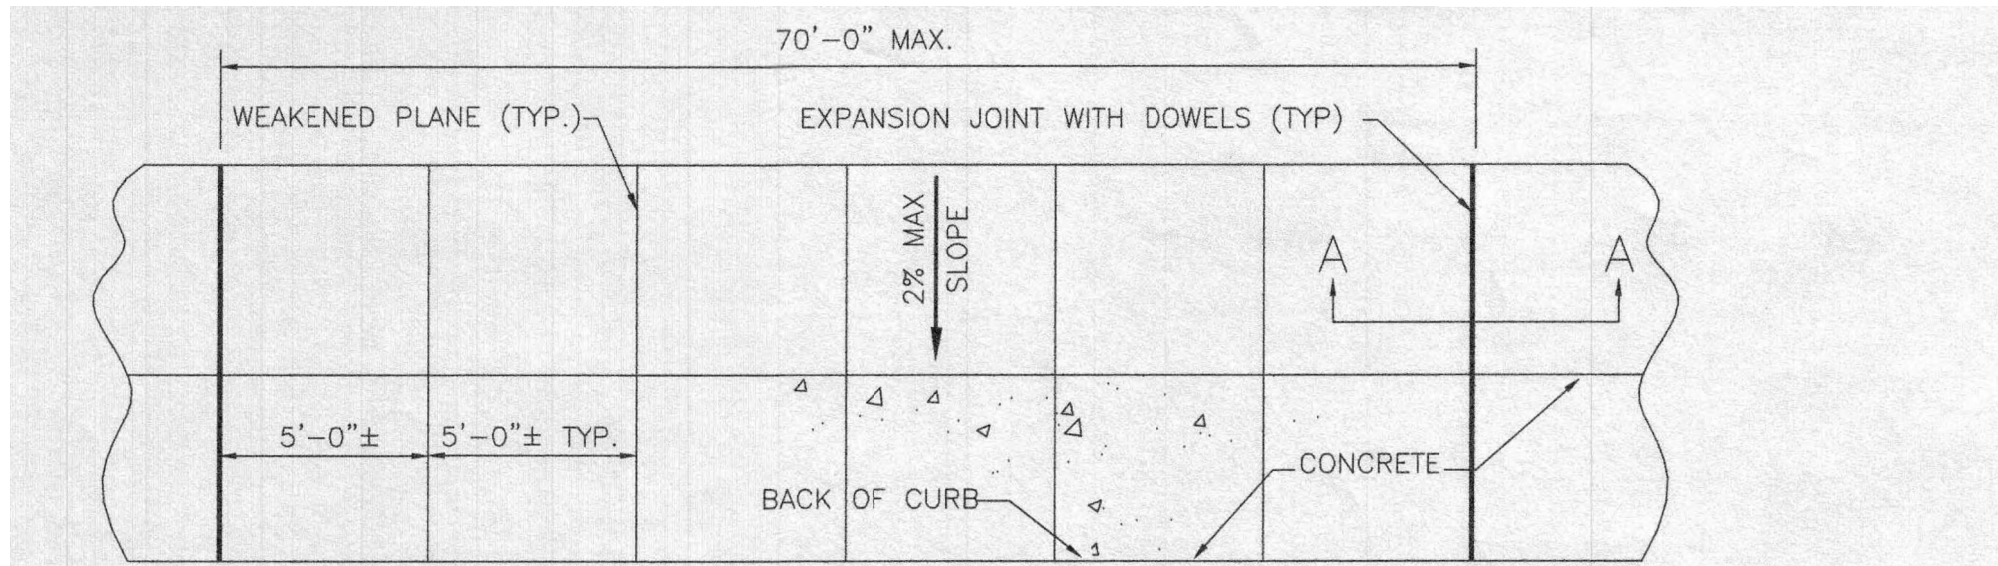 70'-0" MAX.
WEAKENED PLANE (TYP.)
EXPANSION JOINT WITH DOWELS (TYP)
2% MAX
SLOPE
A
A
5'-0"±
5'-0"± TYP.
CONCRETE
BACK OF CURB